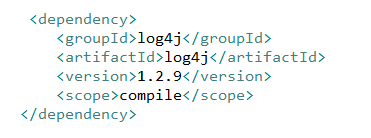 <dependency>
<groupId>log4j</groupId>
<artifactId>log4j</artifactId>
<version>1.2.9</version>
<scope>compile</scope>
</dependency>